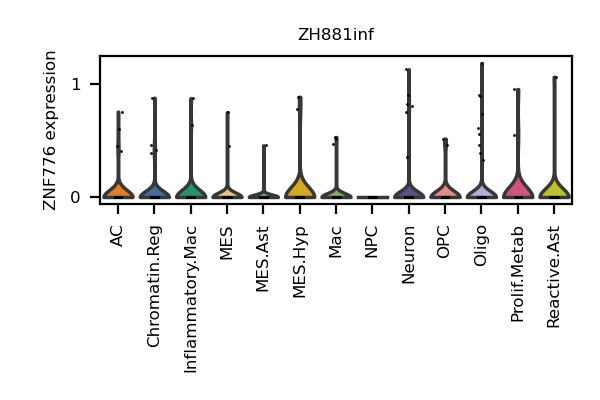 ZH881inf
ZNF776 expression
1
0
AC
Chromatin.Reg
Inflammatory.Mac
MES
MES.Ast
MES.Hyp
Mac
NPC
Neuron
OPC
Oligo
Prolif.Metab
Reactive.Ast